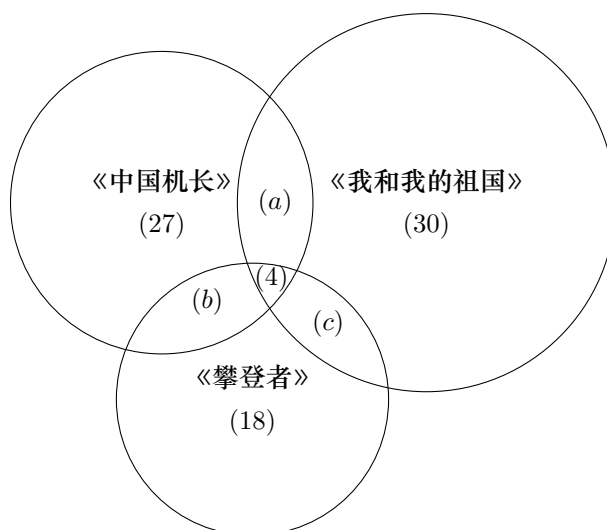 《中国机长》
(27)
(a)
《我和我的祖国》
(30)
(b)
(4)
(c)
《攀登者》
(18)